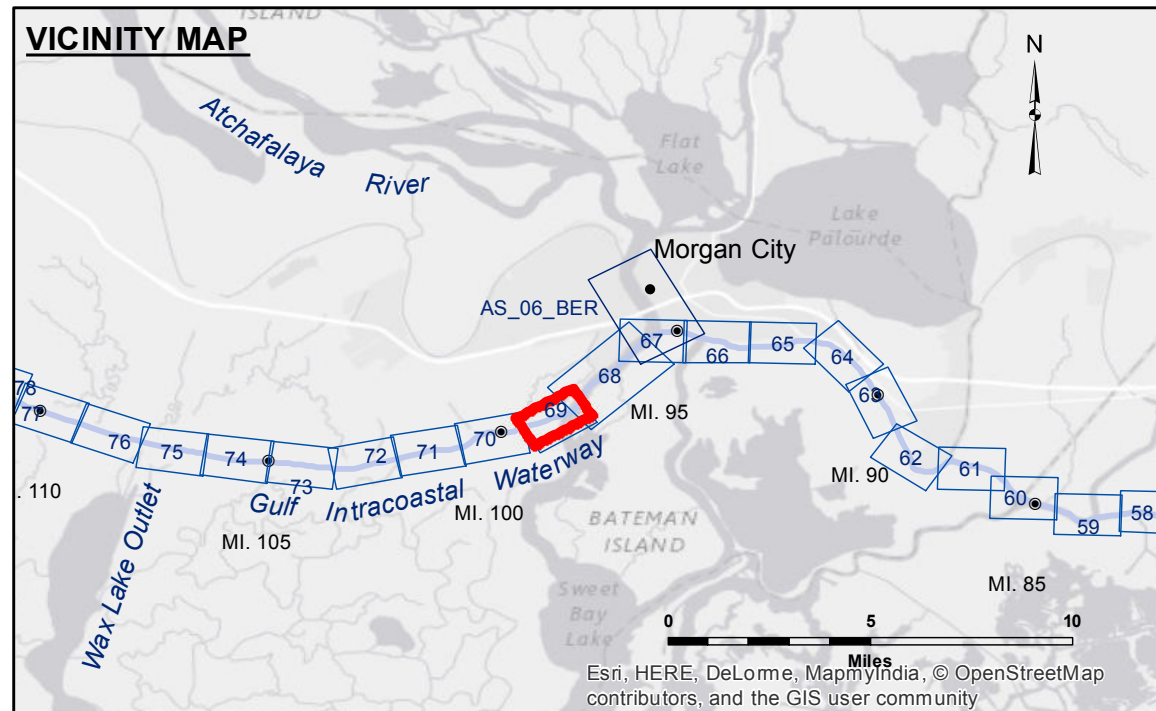 ISLAND
VICINITY MAP
N
Atchafalaya
River
Flat
Lake
Lake
Palourde
Morgan City
AS_06_BER
67
66
65
64
68
63
78
77
69
MI. 95
76
75
74
73
72
71
70
62
61
60
59
58
. 110
Gulf Intracoastal Waterway
MI. 90
MI. 100
MI. 105
Wax Lake Outlet
BATEMAN
ISLAND
Sweet
Bay
Lake
MI. 85
0 5 10
Miles
Esri, HERE, DeLorme, MapmyIndia, © OpenStreetMap
contributors, and the GIS user community